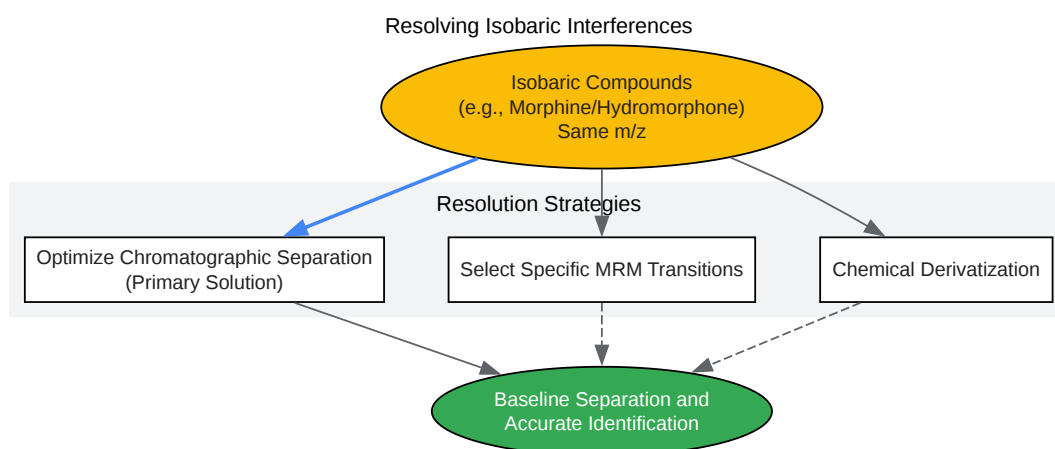 Resolving Isobaric Interferences
Isobaric Compounds
(e.g., Morphine/Hydromorphone)
Same m/z
Resolution Strategies
Optimize Chromatographic Separation
(Primary Solution)
Select Specific MRM Transitions
Chemical Derivatization
Baseline Separation and
Accurate Identification